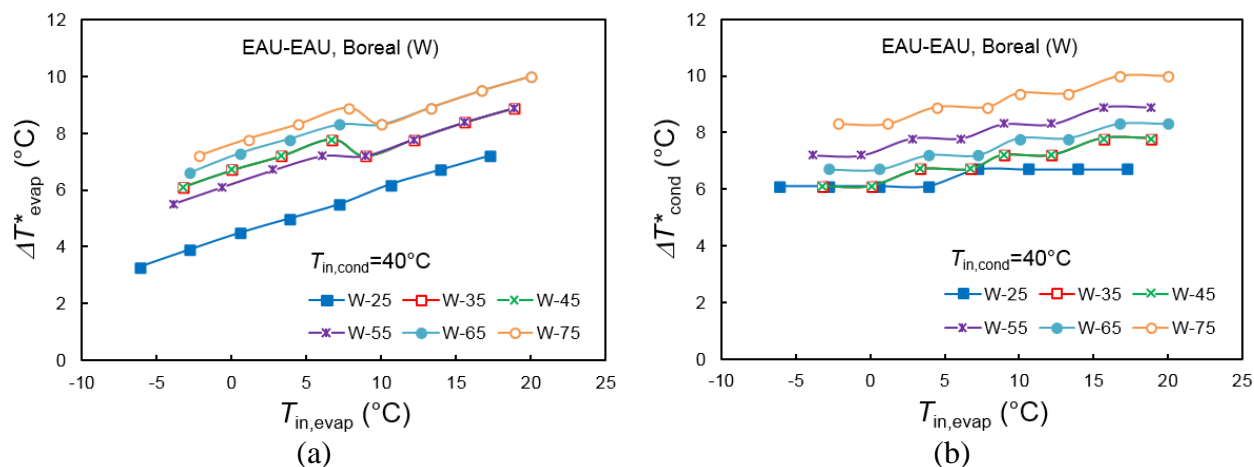 EAU-EAU, Boreal (W)
12
10
8
6
4
2
0
ΔT*evap (°C)
Tin,cond=40°C
W-25 W-35 W-45
W-55 W-65 W-75
-10 -5 0 5 10 15 20 25
Tin,evap (°C)
(a)
EAU-EAU, Boreal (W)
12
10
8
6
4
2
0
ΔT*cond (°C)
Tin,cond=40°C
W-25 W-35 W-45
W-55 W-65 W-75
-10 -5 0 5 10 15 20 25
Tin,evap (°C)
(b)